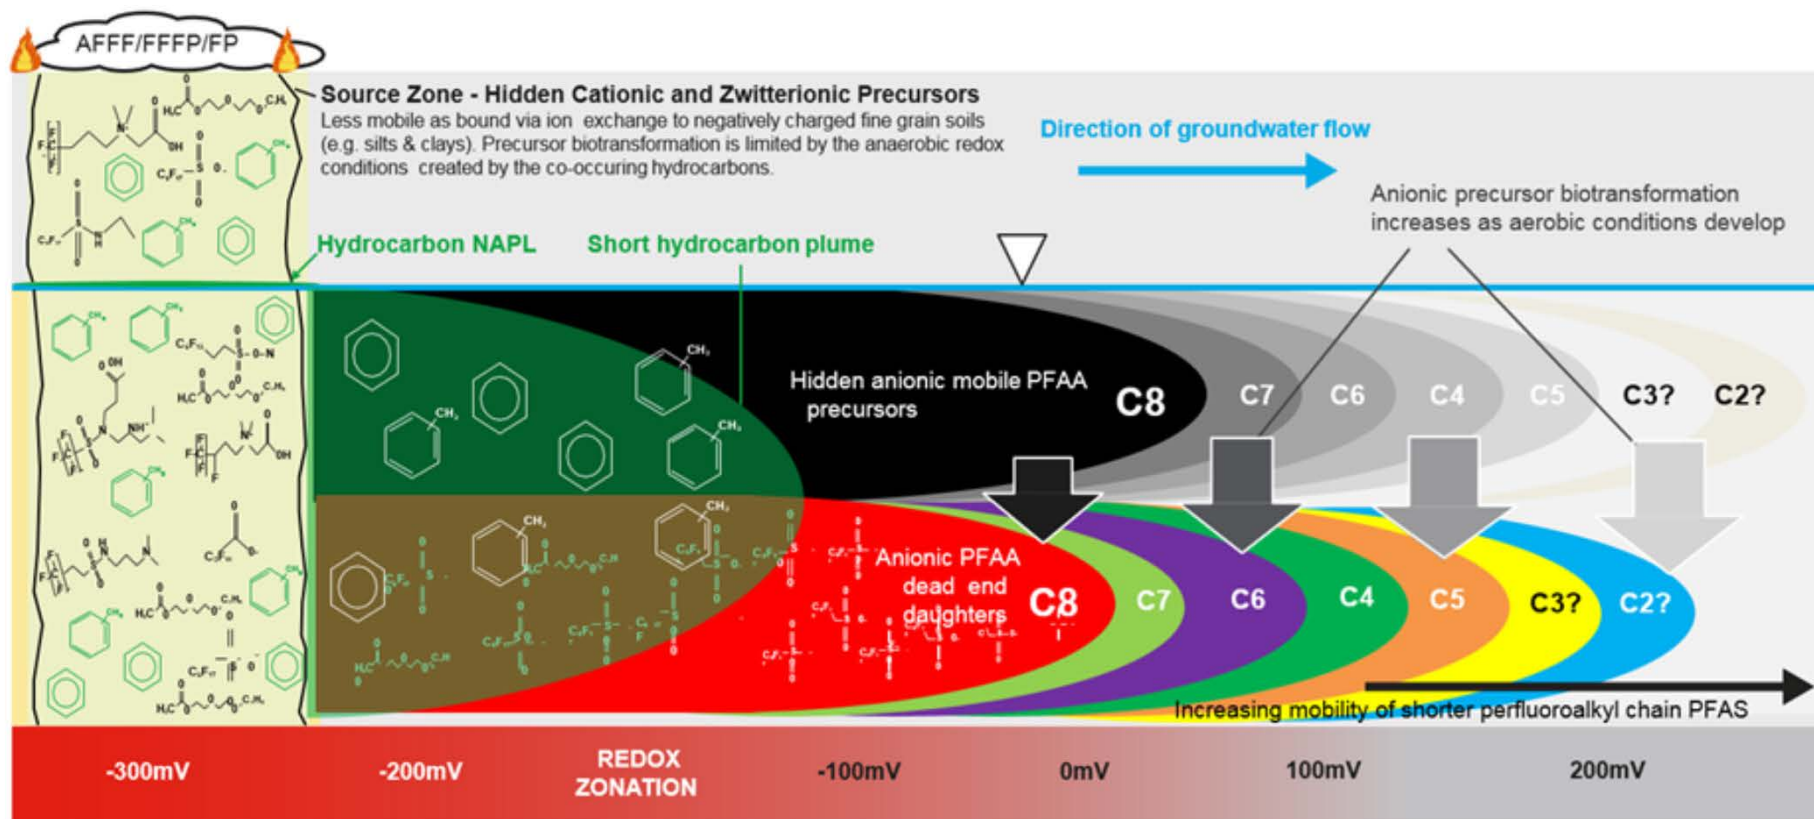 AFFF/FFFP/FP
Source Zone - Hidden Cationic and Zwitterionic Precursors
Less mobile as bound via ion exchange to negatively charged fine grain soils
(e.g. silts & clays). Precursor biotransformation is limited by the anaerobic redox
conditions created by the co-occuring hydrocarbons.
Direction of groundwater flow
Anionic precursor biotransformation
increases as aerobic conditions develop
Hydrocarbon NAPL
Short hydrocarbon plume
Hidden anionic mobile PFAA
precursors
C8
C7
C6
C4
C5
C3?
C2?
CH₃
CH₃
CH₃
CH₃
CH₃
Anionic PFAA
dead end
daughters
C8
C7
C6
C4
C5
C3?
C2?
Increasing mobility of shorter perfluoroalkyl chain PFAS
-300mV
-200mV
REDOX
ZONATION
-100mV
0mV
100mV
200mV